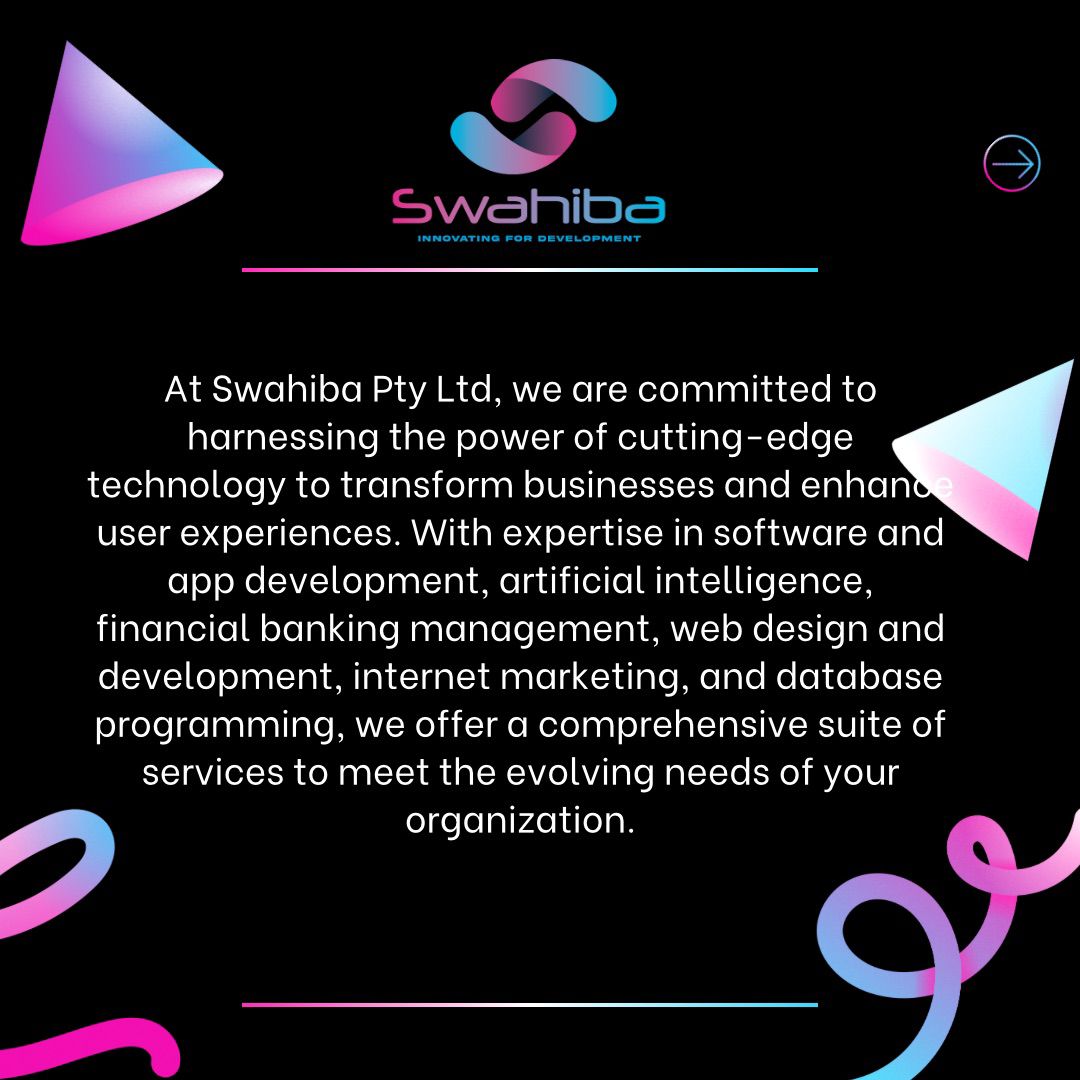 Swahiba
INNOVATING FOR DEVELOPMENT
At Swahiba Pty Ltd, we are committed to
harnessing the power of cutting-edge
technology to transform businesses and enhance
user experiences. With expertise in software and
app development, artificial intelligence,
financial banking management, web design and
development, internet marketing, and database
programming, we offer a comprehensive suite of
services to meet the evolving needs of your
organization.